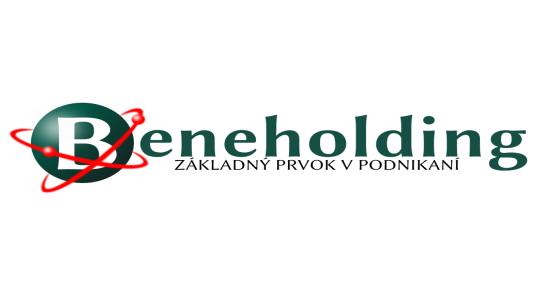 Beneholding
ZÁKLADNÝ PRVOK V PODNIKANÍ